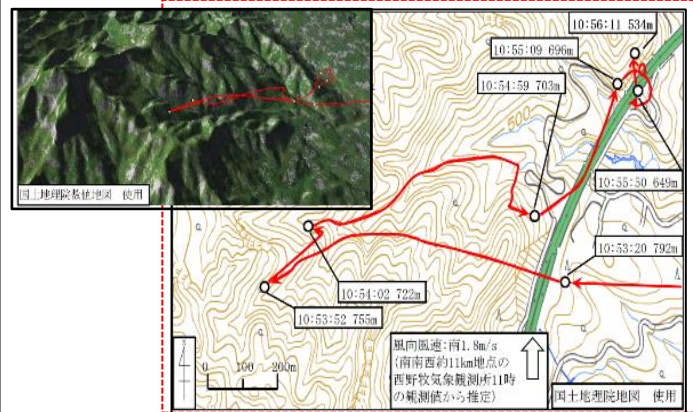 国土地理院数値地図　使用
10:56:11 534m
10:55:09 696m
10:54:59 703m
500
10:55:50 649m
10:53:20 792m
10:54:02 722m
10:53:52 755m
0 100 200m
風向風速:南1.8m/s
(南南西約11km地点の
西野牧気象観測所11時
の観測値から推定)
国土地理院地図　使用